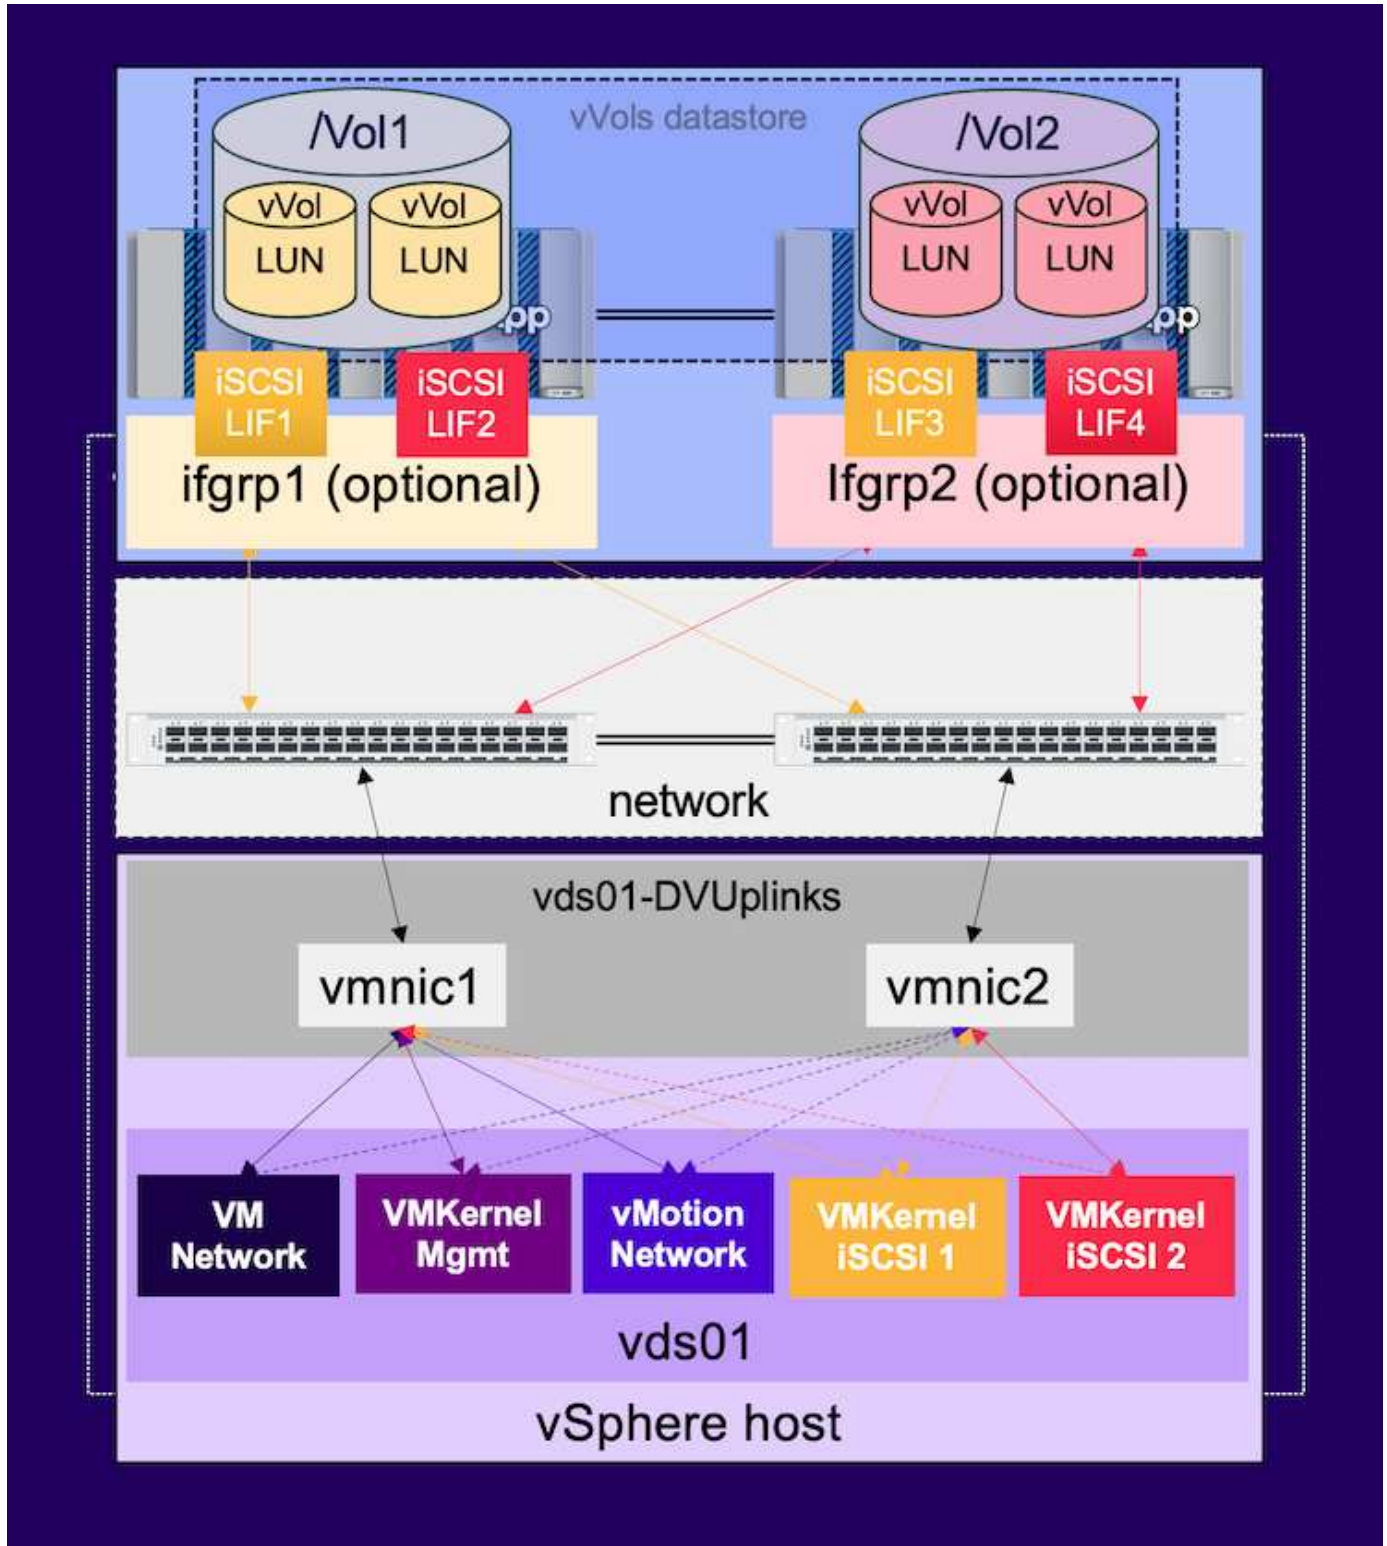 vVols datastore
/Vol1
/Vol2
vVol
LUN
vVol
LUN
vVol
LUN
vVol
LUN
pp
pp
iSCSI
LIF1
iSCSI
LIF2
iSCSI
LIF3
iSCSI
LIF4
ifgrp1 (optional)
Ifgrp2 (optional)
network
vds01-DVUplinks
vmnic1
vmnic2
VM
Network
VMKernel
Mgmt
vMotion
Network
VMKernel
iSCSI 1
VMKernel
iSCSI 2
vds01
vSphere host